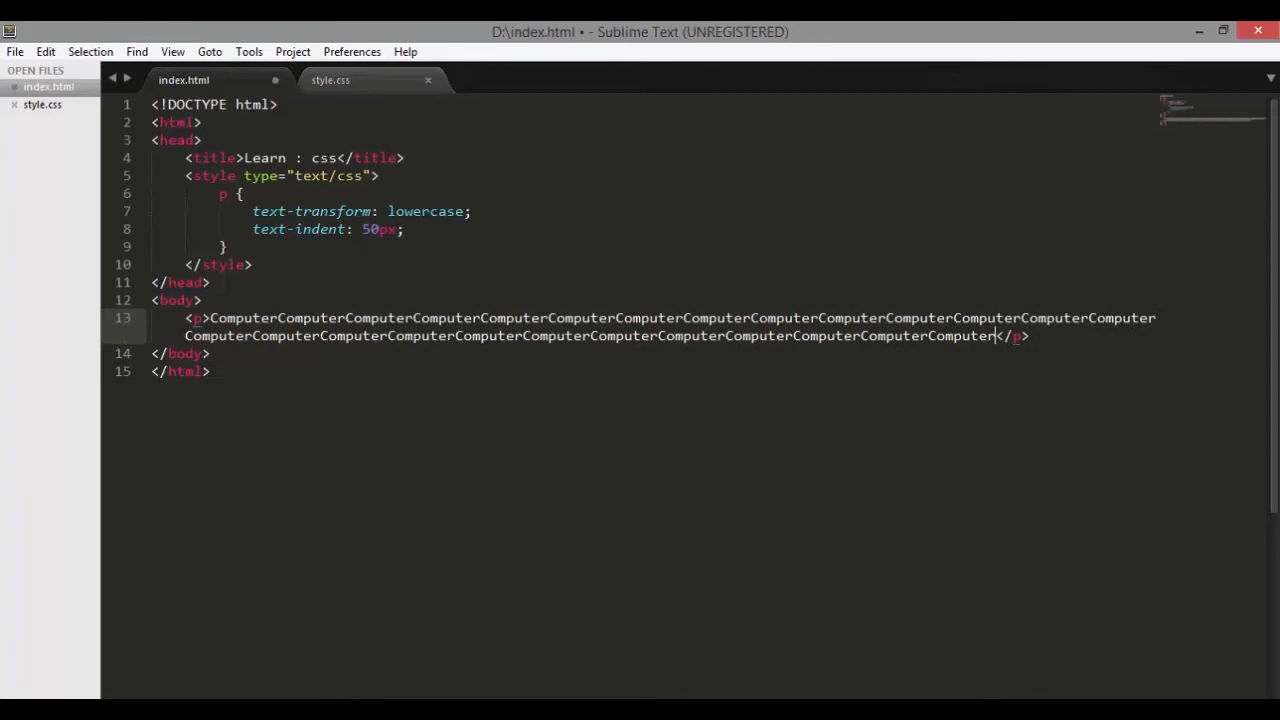 D:\index.html • - Sublime Text (UNREGISTERED)
File Edit Selection Find View Goto Tools Project Preferences Help
OPEN FILES
index.html
style.css
index.html
style.css
1 <!DOCTYPE html>
2 <html>
3 <head>
4 <title>Learn : css</title>
5 <style type="text/css">
6 p {
7 text-transform: lowercase;
8 text-indent: 50px;
9 }
10 </style>
11 </head>
12 <body>
13 <p>ComputerComputerComputerComputerComputerComputerComputerComputerComputerComputerComputerComputerComputerComputer
ComputerComputerComputerComputerComputerComputerComputerComputerComputerComputerComputerComputer</p>
14 </body>
15 </html>